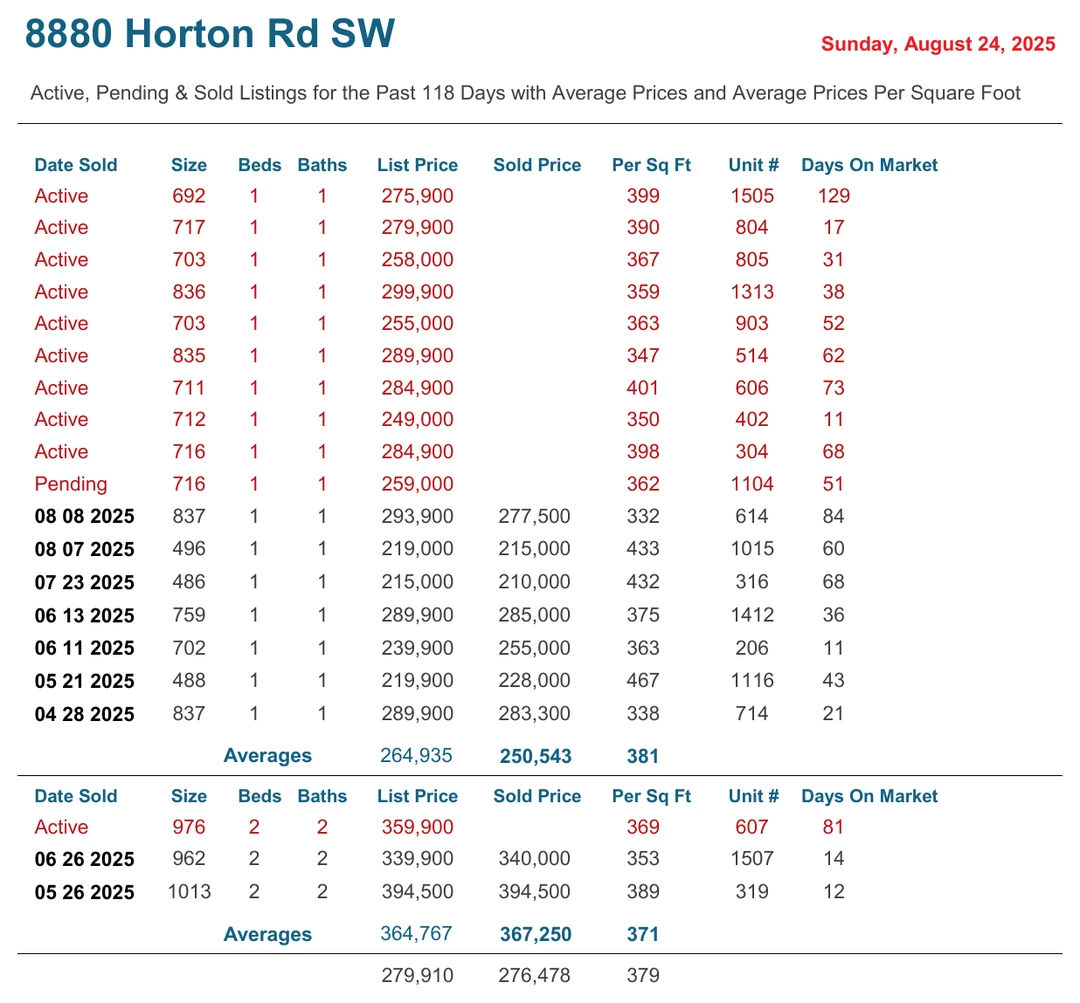 8880 Horton Rd SW
Sunday, August 24, 2025
Active, Pending & Sold Listings for the Past 118 Days with Average Prices and Average Prices Per Square Foot
Date Sold Size Beds Baths List Price Sold Price Per Sq Ft Unit # Days On Market
Active 692 1 1 275,900 399 1505 129
Active 717 1 1 279,900 390 804 17
Active 703 1 1 258,000 367 805 31
Active 836 1 1 299,900 359 1313 38
Active 703 1 1 255,000 363 903 52
Active 835 1 1 289,900 347 514 62
Active 711 1 1 284,900 401 606 73
Active 712 1 1 249,000 350 402 11
Active 716 1 1 284,900 398 304 68
Pending 716 1 1 259,000 362 1104 51
08 08 2025 837 1 1 293,900 277,500 332 614 84
08 07 2025 496 1 1 219,000 215,000 433 1015 60
07 23 2025 486 1 1 215,000 210,000 432 316 68
06 13 2025 759 1 1 289,900 285,000 375 1412 36
06 11 2025 702 1 1 239,900 255,000 363 206 11
05 21 2025 488 1 1 219,900 228,000 467 1116 43
04 28 2025 837 1 1 289,900 283,300 338 714 21
Averages 264,935 250,543 381
Date Sold Size Beds Baths List Price Sold Price Per Sq Ft Unit # Days On Market
Active 976 2 2 359,900 369 607 81
06 26 2025 962 2 2 339,900 340,000 353 1507 14
05 26 2025 1013 2 2 394,500 394,500 389 319 12
Averages 364,767 367,250 371
279,910 276,478 379